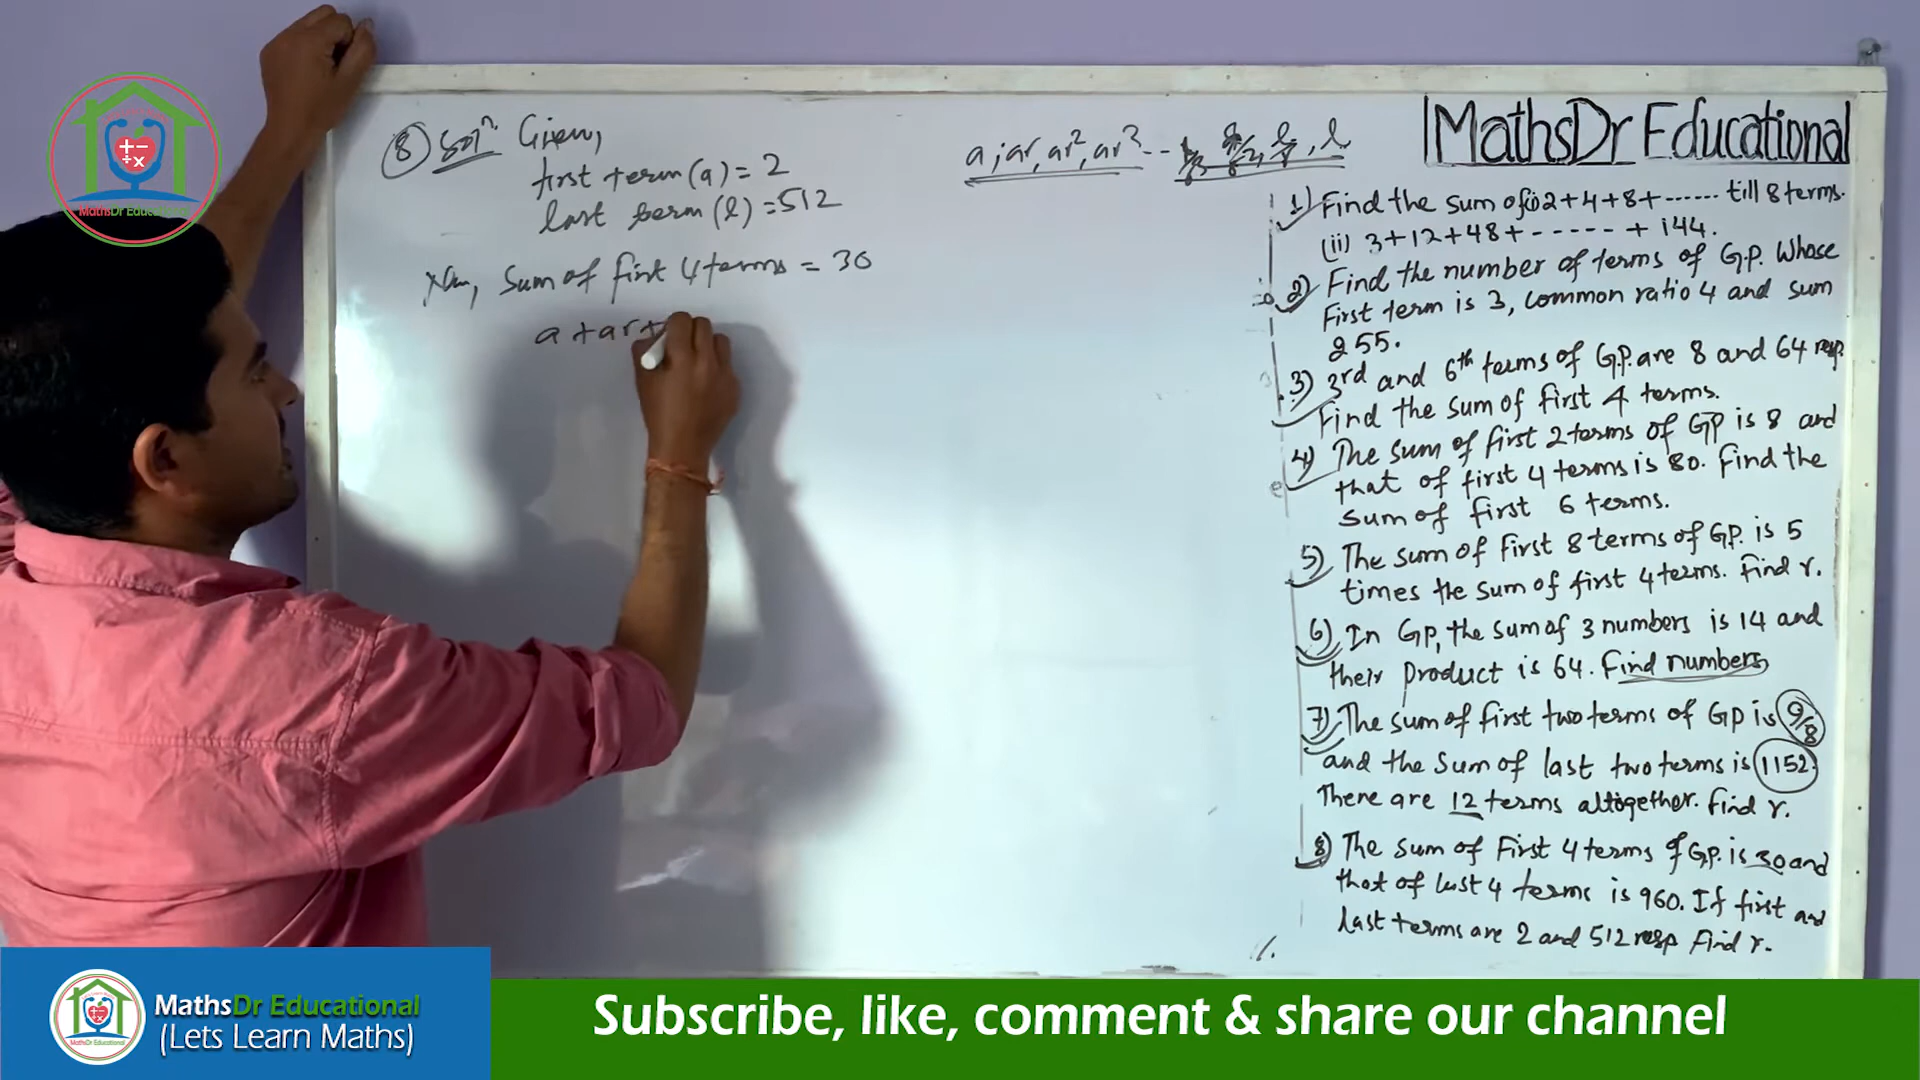 MathsDr Educational
8 Solⁿ. Given,
first term (a) = 2
last term (l) = 512
Now, Sum of first 4 terms = 30
a + ar +
a, ar, ar², ar³ - -
, l
MathsDr Educational
1) Find the sum of (i) 2+4+8+ ------ till 8 terms.
(ii) 3+12+48+ - - - - - + 144.
2) Find the number of terms of G.P. Whose
First term is 3, common ratio 4 and sum
255.
3) 3rd and 6th terms of G.P. are 8 and 64 resp.
Find the sum of first 4 terms.
4) The sum of first 2 terms of GP is 8 and
that of first 4 terms is 80. Find the
sum of first 6 terms.
5) The sum of First 8 terms of G.P. is 5
times the sum of first 4 terms. Find r.
6) In GP, the sum of 3 numbers is 14 and
their product is 64. Find numbers
7) The sum of first two terms of GP is 9/8
and the sum of last two terms is 1152.
There are 12 terms altogether. Find r.
8) The sum of First 4 terms of G.P. is 30 and
that of last 4 terms is 960. If first and
last terms are 2 and 512 resp Find r.
MathsDr Educational
(Lets Learn Maths)
Subscribe, like, comment & share our channel